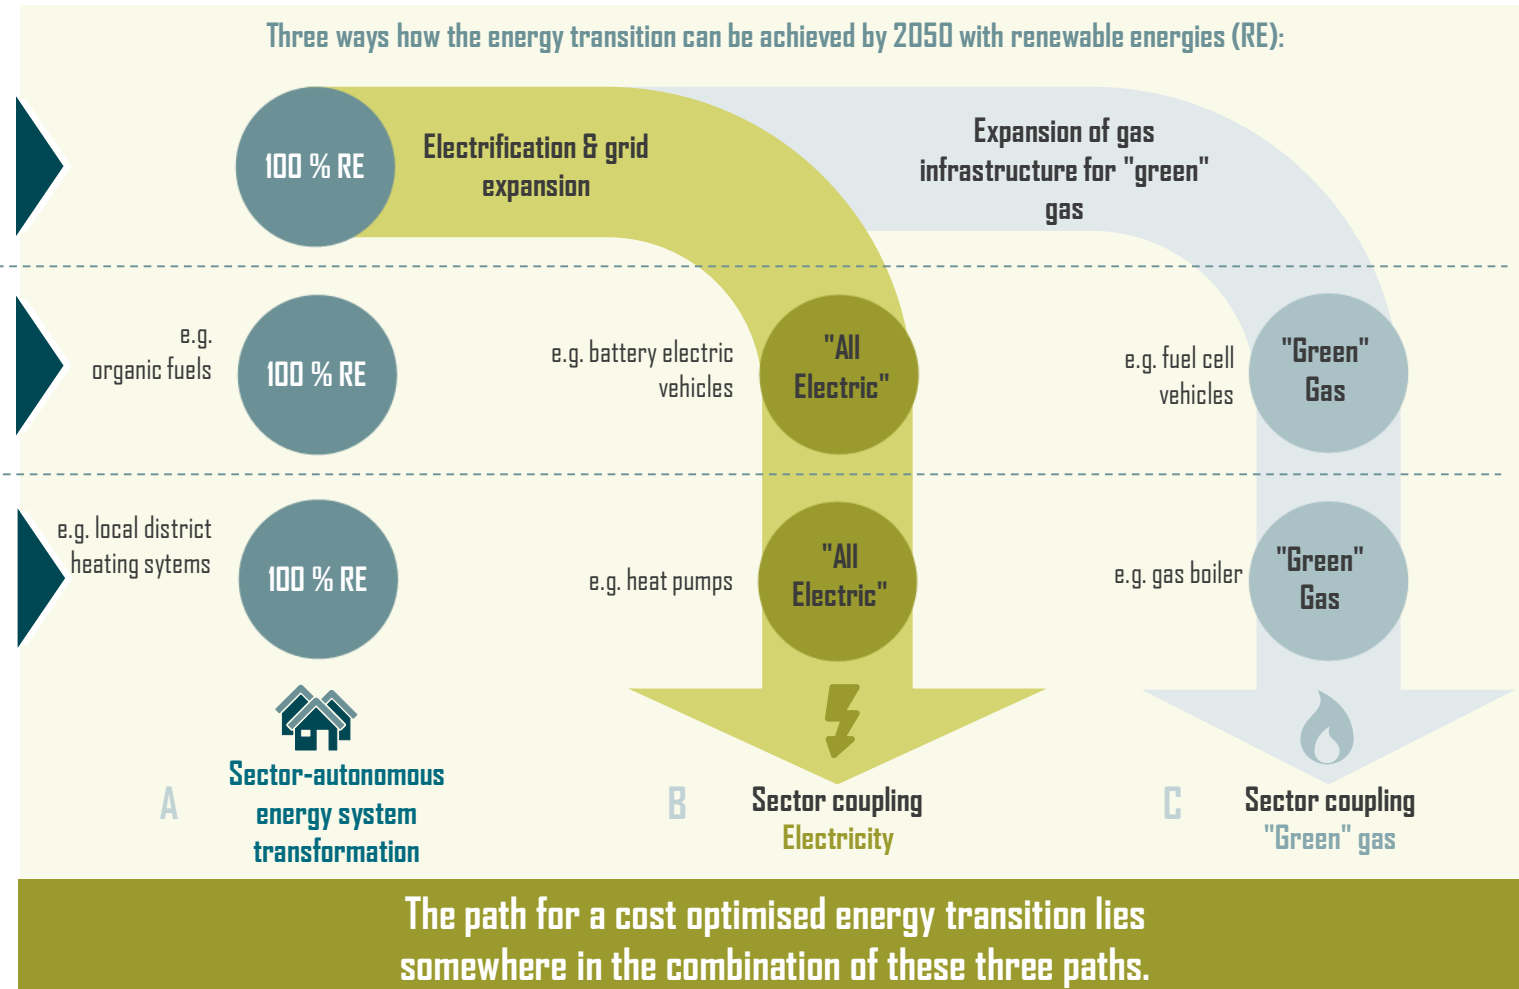 Three ways how the energy transition can be achieved by 2050 with renewable energies (RE):
100 % RE
Electrification & grid
expansion
Expansion of gas
infrastructure for "green"
gas
e.g.
organic fuels
100 % RE
e.g. battery electric
vehicles
"All
Electric"
e.g. fuel cell
vehicles
"Green"
Gas
e.g. local district
heating sytems
100 % RE
e.g. heat pumps
"All
Electric"
e.g. gas boiler
"Green"
Gas
A
Sector-autonomous
energy system
transformation
B
Sector coupling
Electricity
C
Sector coupling
"Green" gas
The path for a cost optimised energy transition lies
somewhere in the combination of these three paths.